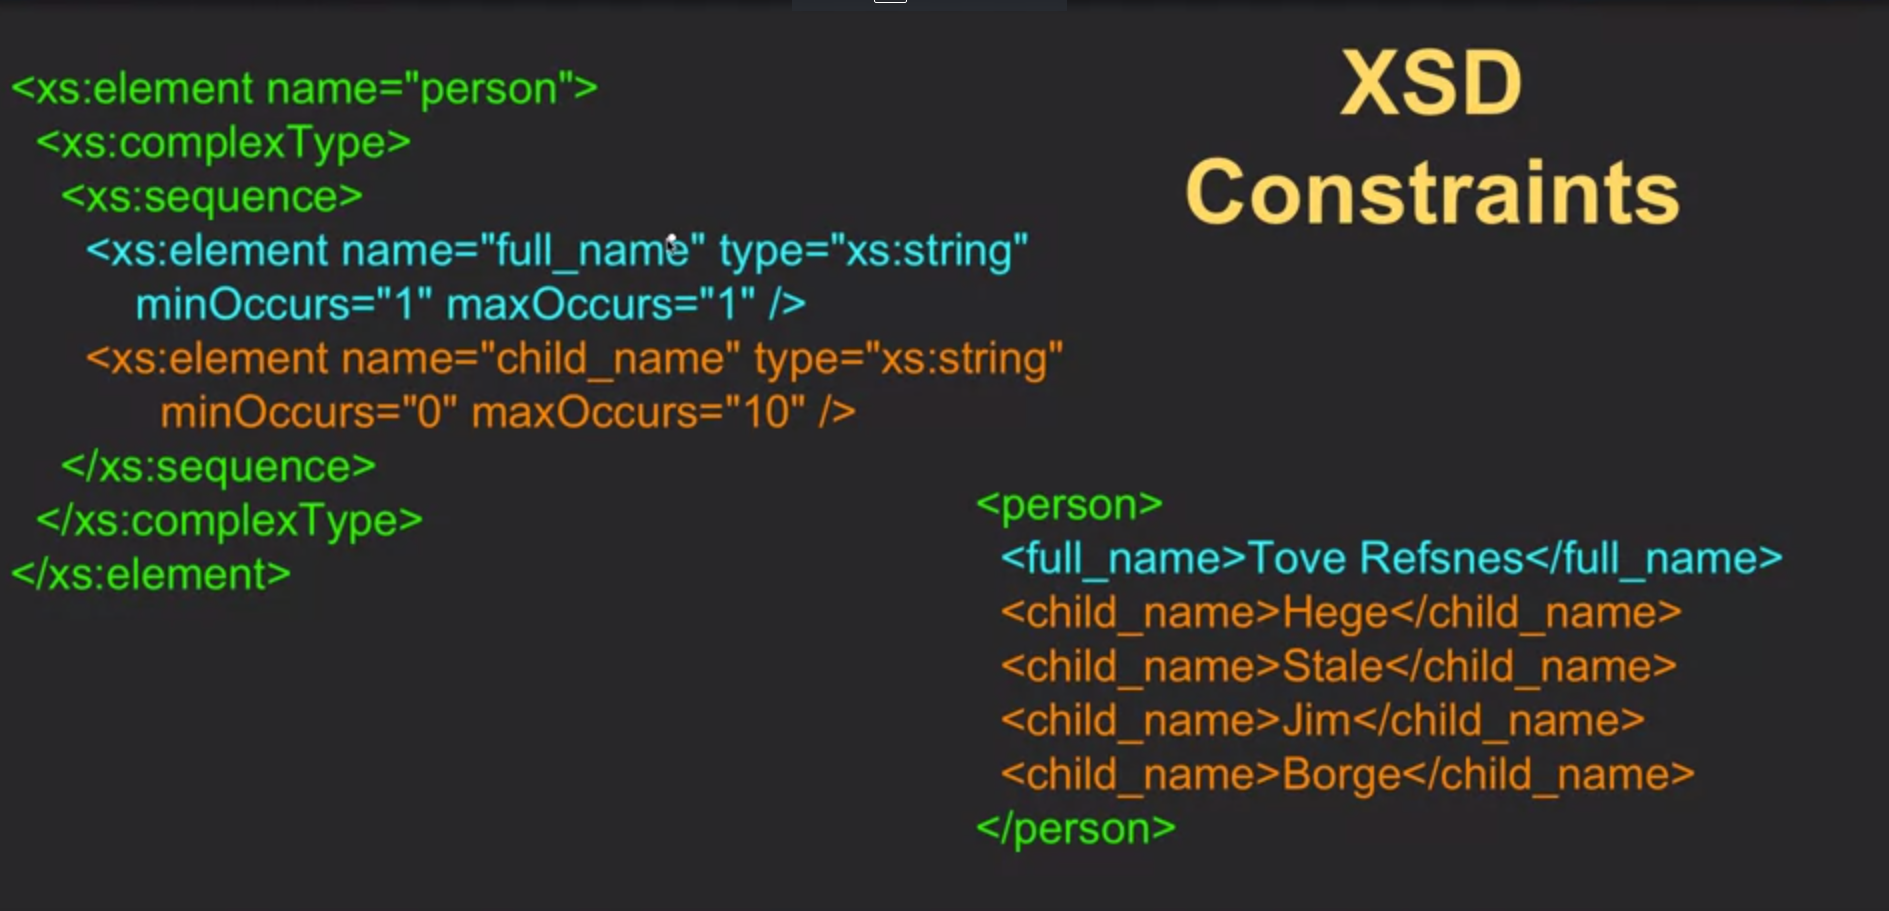 XSD
Constraints
<xs:element name="person">
<xs:complexType>
<xs:sequence>
<xs:element name="full_name" type="xs:string"
minOccurs="1" maxOccurs="1" />
<xs:element name="child_name" type="xs:string"
minOccurs="0" maxOccurs="10" />
</xs:sequence>
</xs:complexType>
</xs:element>
<person>
<full_name>Tove Refsnes</full_name>
<child_name>Hege</child_name>
<child_name>Stale</child_name>
<child_name>Jim</child_name>
<child_name>Borge</child_name>
</person>